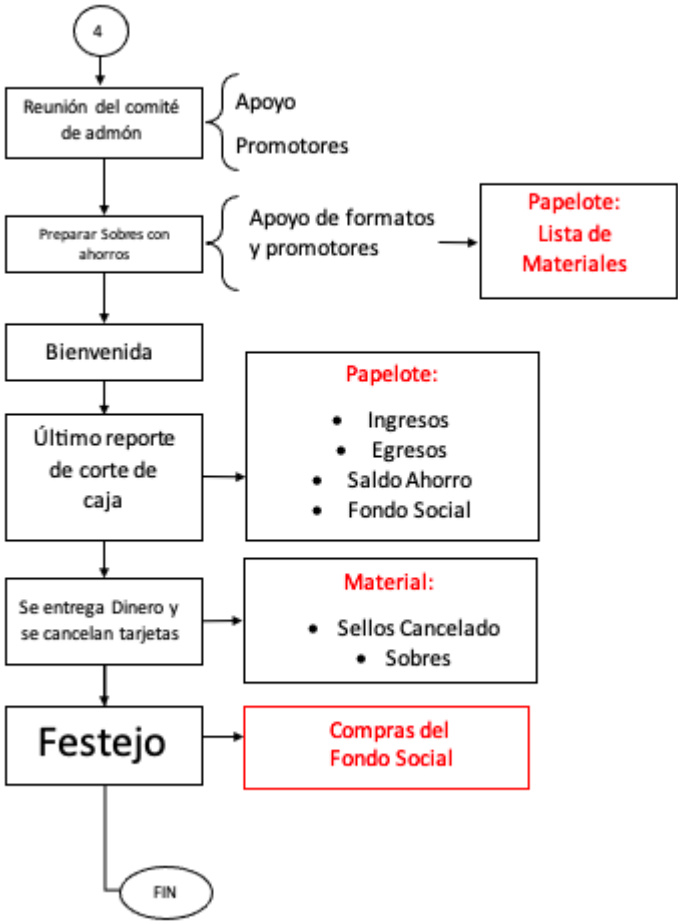 4
Reunión del comité
de admón
Apoyo
Promotores
Preparar Sobres con
ahorros
Apoyo de formatos
y promotores
Papelote:
Lista de
Materiales
Bienvenida
Último reporte
de corte de
caja
Papelote:
• Ingresos
• Egresos
• Saldo Ahorro
• Fondo Social
Se entrega Dinero y
se cancelan tarjetas
Material:
• Sellos Cancelado
• Sobres
Festejo
Compras del
Fondo Social
FIN